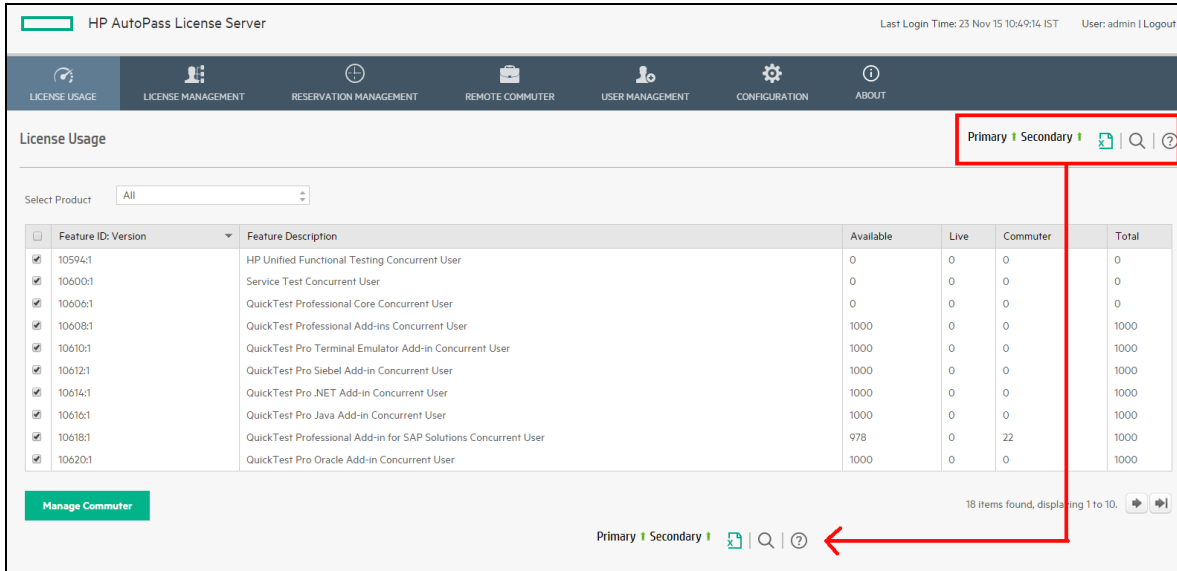 HP AutoPass License Server
Last Login Time: 23 Nov 15 10:49:14 IST User: admin | Logout
LICENSE USAGE LICENSE MANAGEMENT RESERVATION MANAGEMENT REMOTE COMMUTER USER MANAGEMENT CONFIGURATION ABOUT
License Usage
Primary Secondary
Select Product All
Feature ID: Version Feature Description Available Live Commuter Total
10594:1 HP Unified Functional Testing Concurrent User 0 0 0 0
10600:1 Service Test Concurrent User 0 0 0 0
10606:1 QuickTest Professional Core Concurrent User 0 0 0 0
10608:1 QuickTest Professional Add-ins Concurrent User 1000 0 0 1000
10610:1 QuickTest Pro Terminal Emulator Add-in Concurrent User 1000 0 0 1000
10612:1 QuickTest Pro Siebel Add-in Concurrent User 1000 0 0 1000
10614:1 QuickTest Pro .NET Add-in Concurrent User 1000 0 0 1000
10616:1 QuickTest Pro Java Add-in Concurrent User 1000 0 0 1000
10618:1 QuickTest Professional Add-in for SAP Solutions Concurrent User 978 0 22 1000
10620:1 QuickTest Pro Oracle Add-in Concurrent User 1000 0 0 1000
Manage Commuter
18 items found, displaying 1 to 10.
Primary Secondary